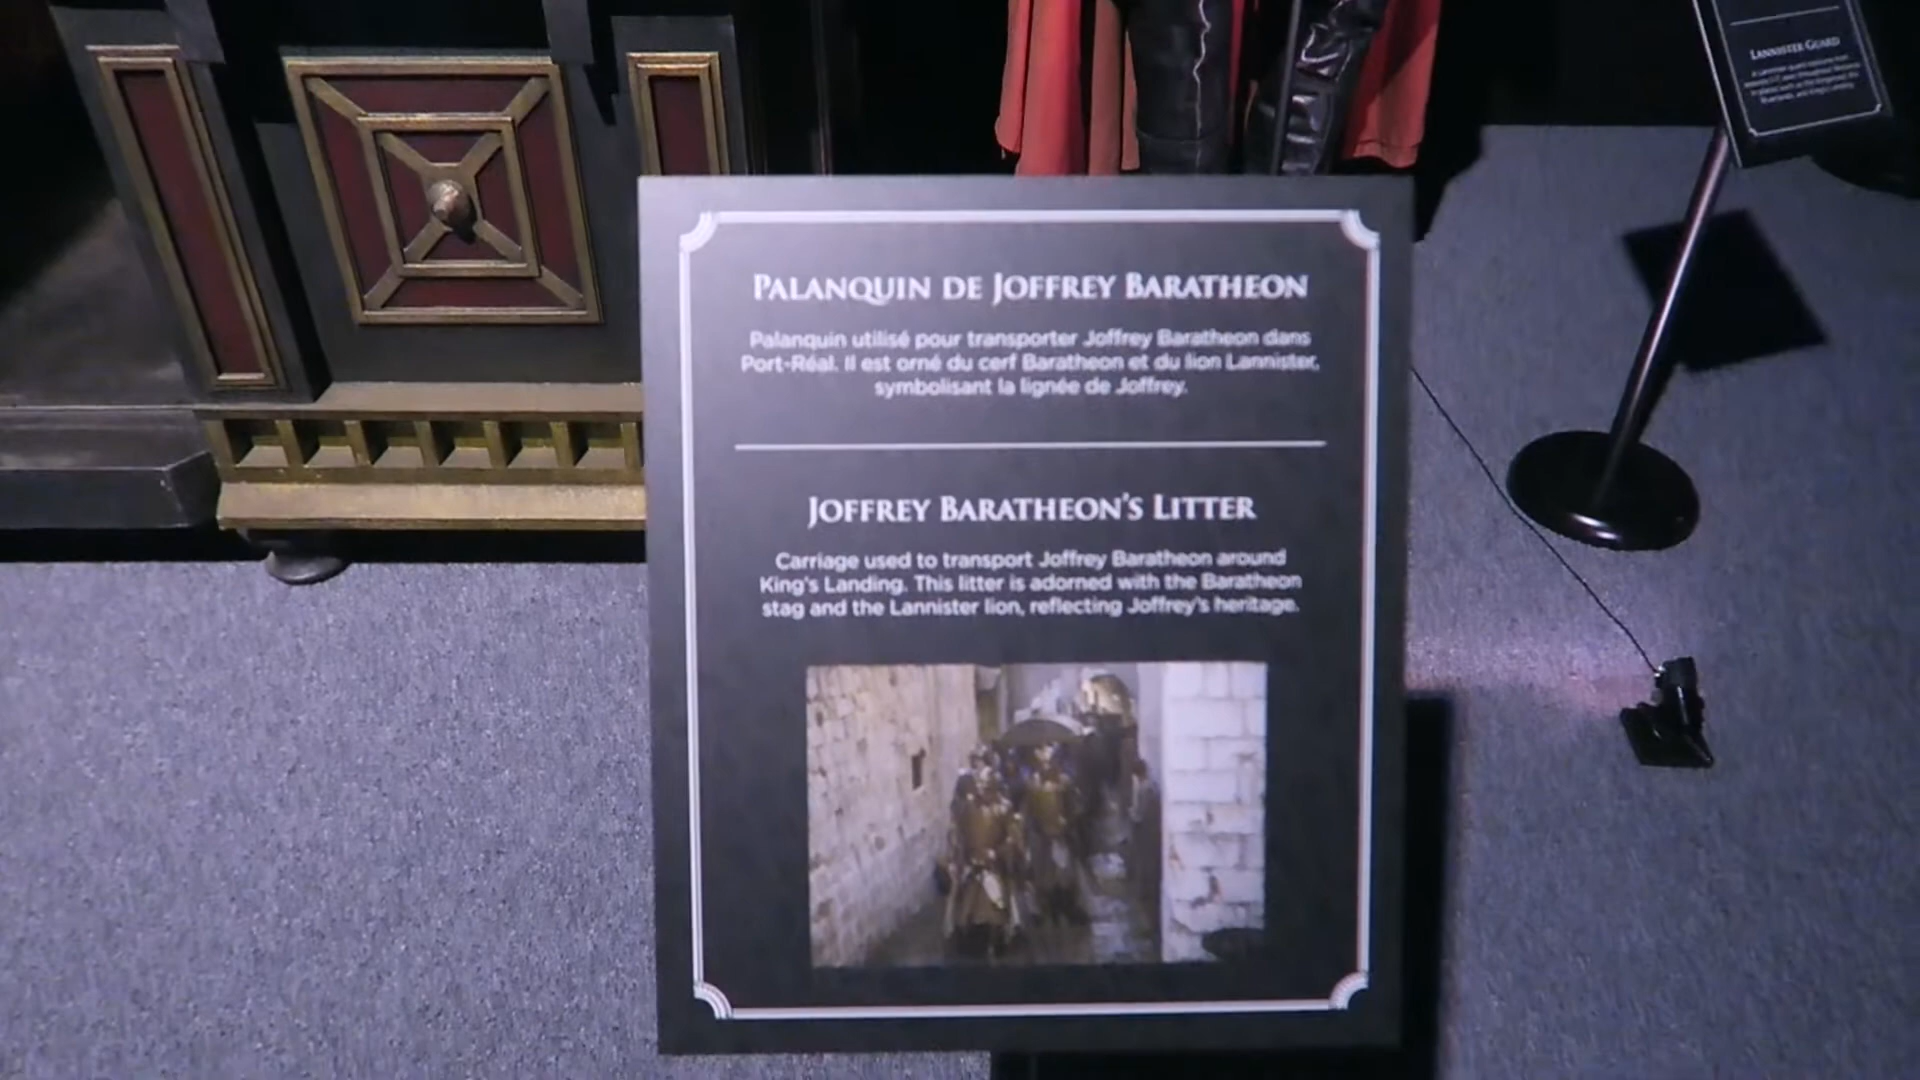 PALANQUIN DE JOFFREY BARATHEON
Palanquin utilisé pour transporter Joffrey Baratheon dans
Port-Réal. Il est orné du cerf Baratheon et du lion Lannister,
symbolisant la lignée de Joffrey.
JOFFREY BARATHEON'S LITTER
Carriage used to transport Joffrey Baratheon around
King's Landing. This litter is adorned with the Baratheon
stag and the Lannister lion, reflecting Joffrey's heritage.
LANNISTER GUARD